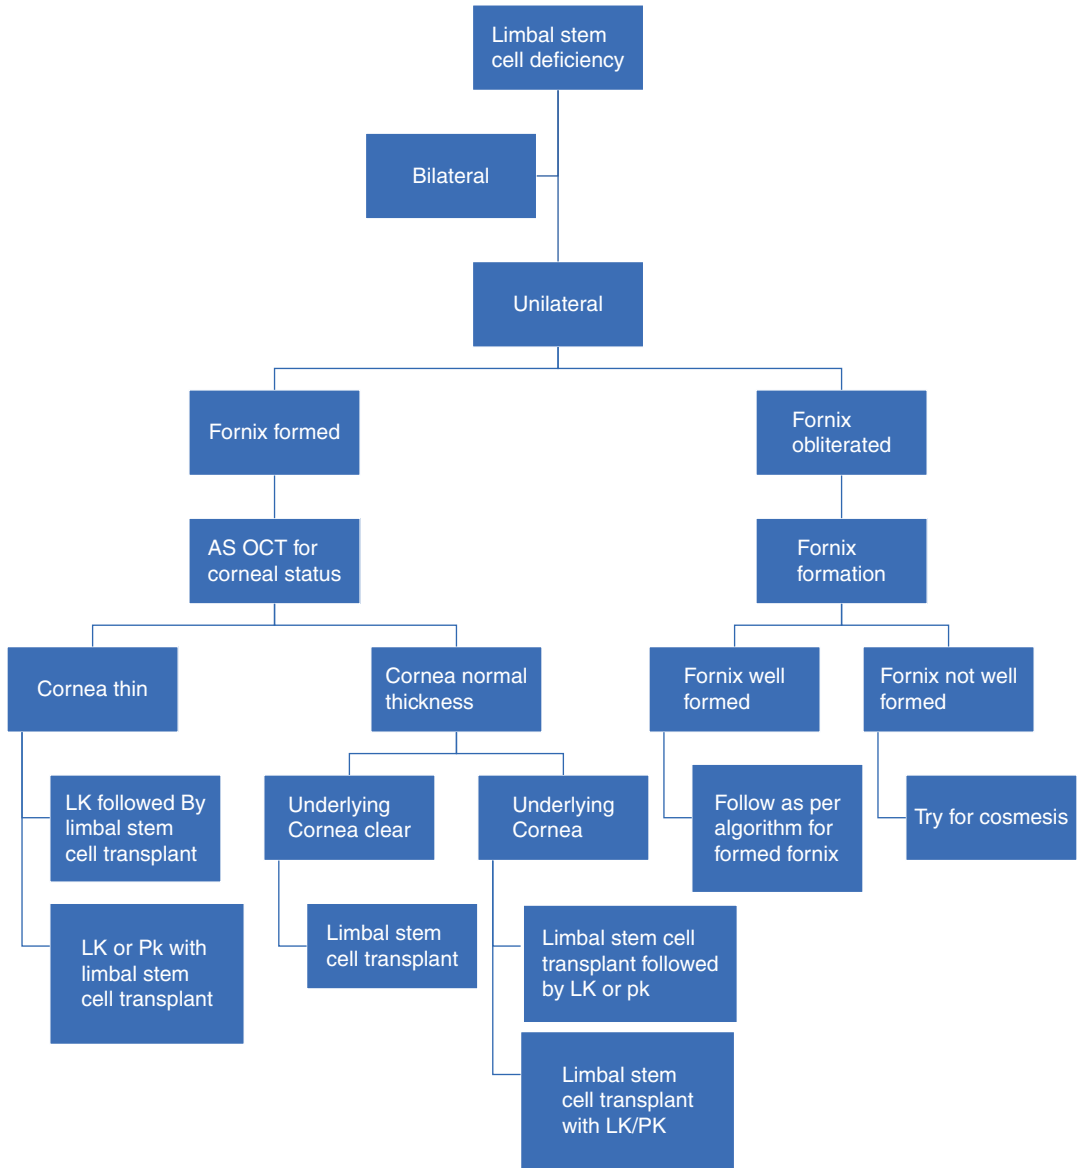 Limbal stem
cell deficiency
Bilateral
Unilateral
Fornix formed
Fornix
obliterated
AS OCT for
corneal status
Fornix
formation
Cornea thin
Cornea normal
thickness
Fornix well
formed
Fornix not well
formed
LK followed By
limbal stem
cell transplant
Underlying
Cornea clear
Underlying
Cornea
Follow as per
algorithm for
formed fornix
Try for cosmesis
LK or Pk with
limbal stem
cell transplant
Limbal stem
cell transplant
Limbal stem cell
transplant followed
by LK or pk
Limbal stem
cell transplant
with LK/PK